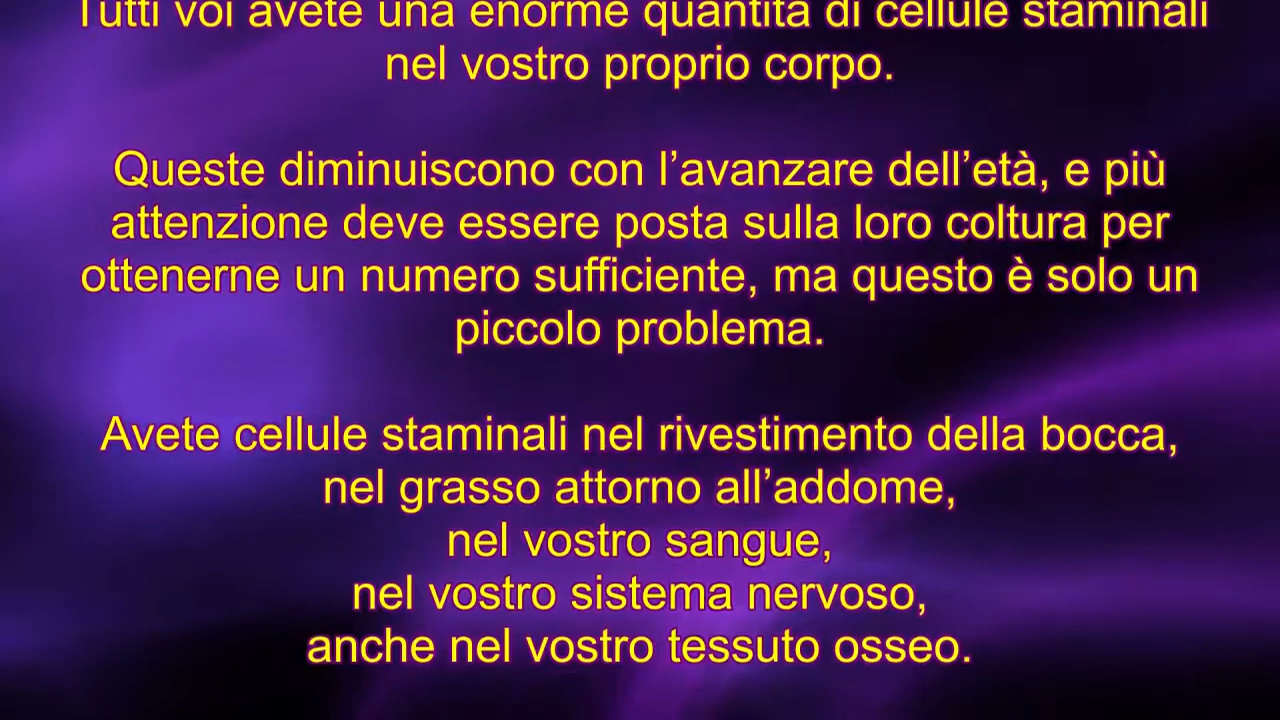 Tutti voi avete una enorme quantità di cellule staminali
nel vostro proprio corpo.
Queste diminuiscono con l’avanzare dell’età, e più
attenzione deve essere posta sulla loro coltura per
ottenerne un numero sufficiente, ma questo è solo un
piccolo problema.
Avete cellule staminali nel rivestimento della bocca,
nel grasso attorno all’addome,
nel vostro sangue,
nel vostro sistema nervoso,
anche nel vostro tessuto osseo.